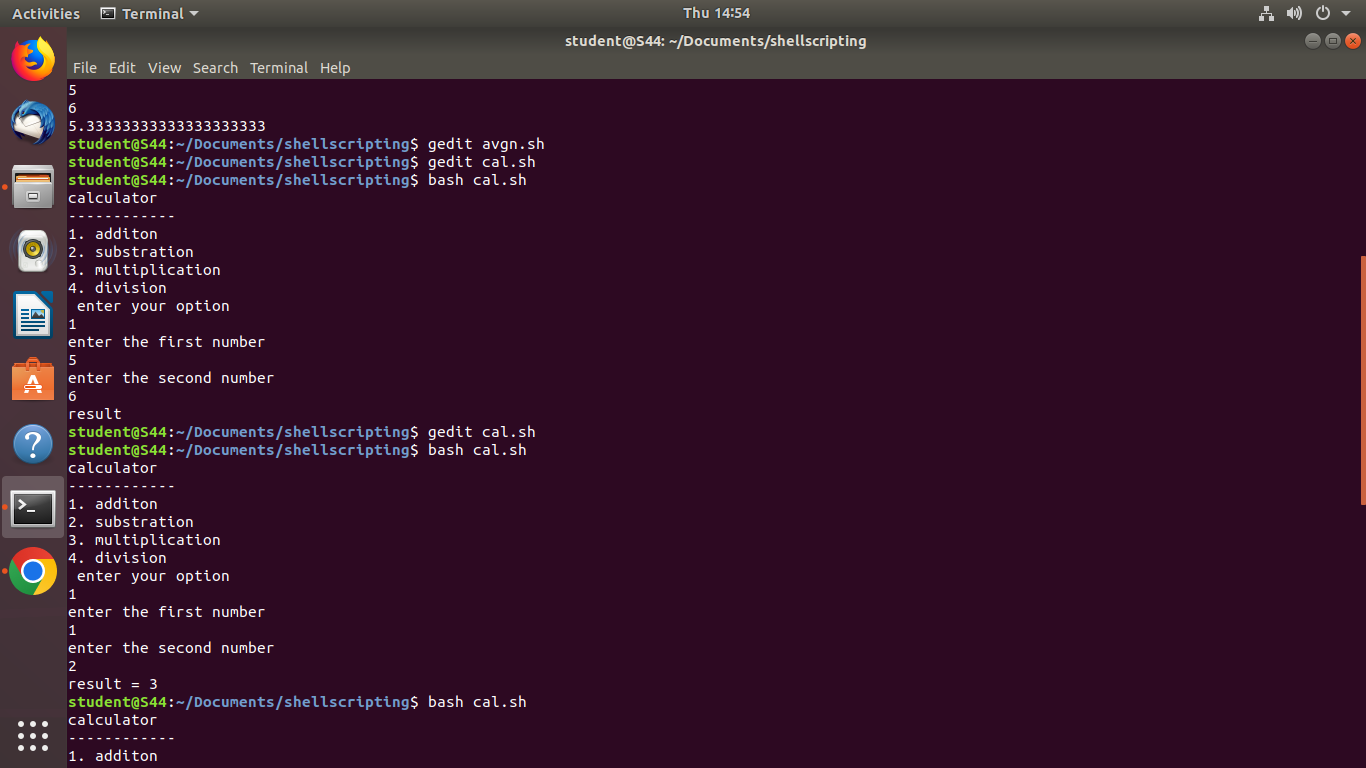 Activities Terminal Thu 14:54
student@S44: ~/Documents/shellscripting
File Edit View Search Terminal Help
5
6
5.33333333333333333333
student@S44:~/Documents/shellscripting$ gedit avgn.sh
student@S44:~/Documents/shellscripting$ gedit cal.sh
student@S44:~/Documents/shellscripting$ bash cal.sh
calculator
------------
1. additon
2. substration
3. multiplication
4. division
 enter your option
1
enter the first number
5
enter the second number
6
result
student@S44:~/Documents/shellscripting$ gedit cal.sh
student@S44:~/Documents/shellscripting$ bash cal.sh
calculator
------------
1. additon
2. substration
3. multiplication
4. division
 enter your option
1
enter the first number
1
enter the second number
2
result = 3
student@S44:~/Documents/shellscripting$ bash cal.sh
calculator
------------
1. additon